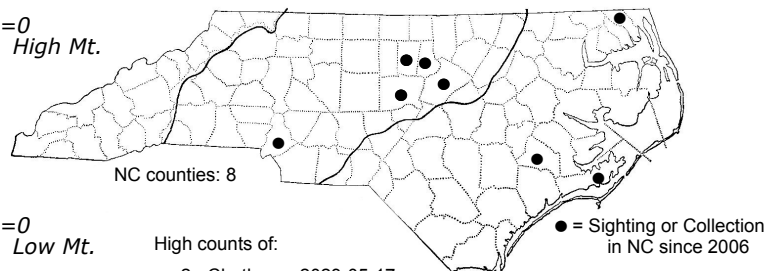 =0
High Mt.
NC counties: 8
=0
Low Mt.
High counts of:
● = Sighting or Collection
in NC since 2006